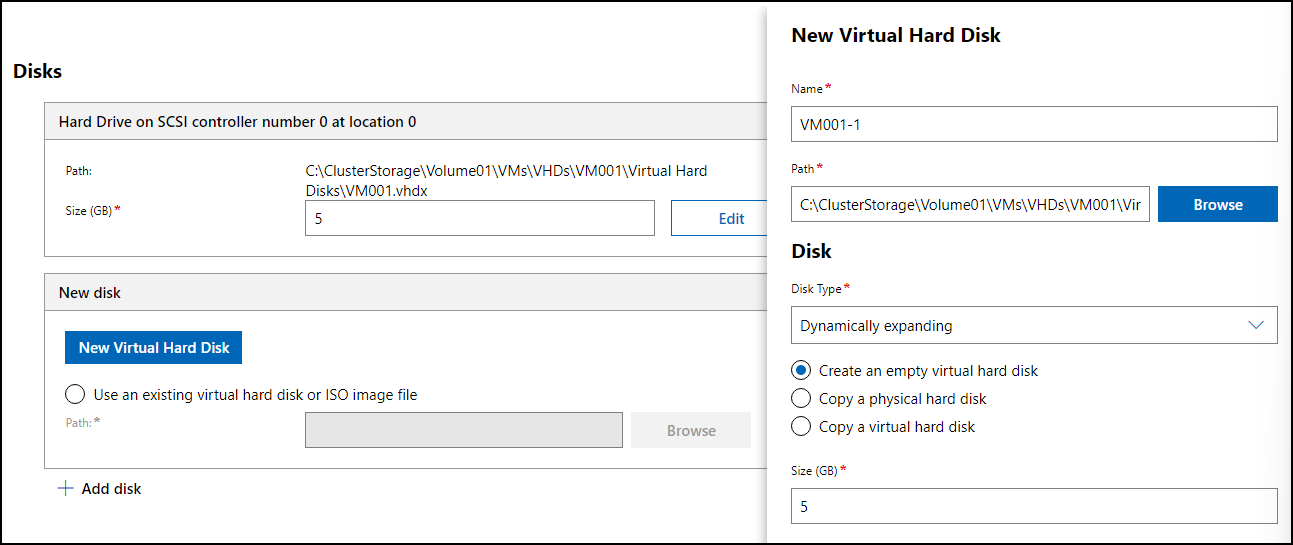 Disks
Hard Drive on SCSI controller number 0 at location 0
Path:
C:\ClusterStorage\Volume01\VMs\VHDs\VM001\Virtual Hard
Disks\VM001.vhdx
Size (GB)*
5
Edit
New disk
New Virtual Hard Disk
Use an existing virtual hard disk or ISO image file
Path:*
Browse
Add disk
New Virtual Hard Disk
Name*
VM001-1
Path*
C:\ClusterStorage\Volume01\VMs\VHDs\VM001\Vir
Browse
Disk
Disk Type*
Dynamically expanding
Create an empty virtual hard disk
Copy a physical hard disk
Copy a virtual hard disk
Size (GB)*
5